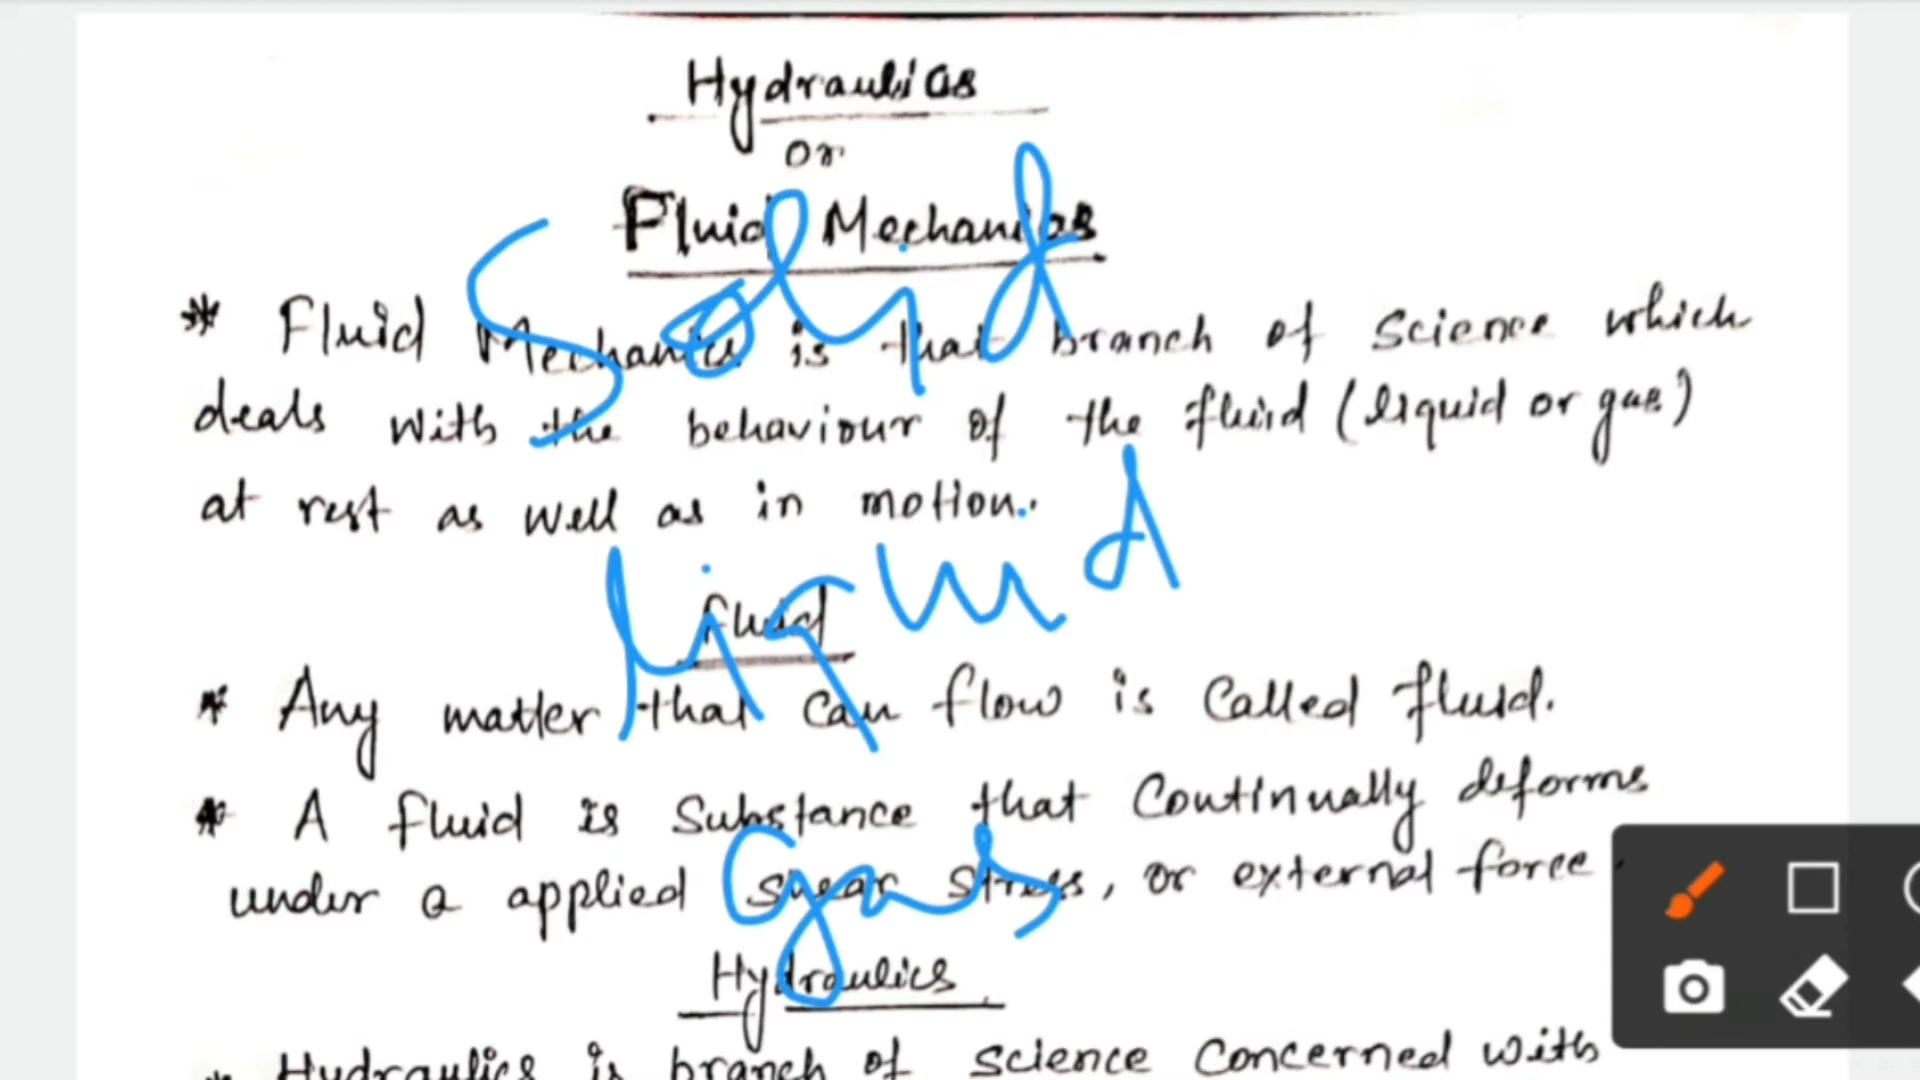 Hydraulics
or
Fluid Mechanics
Solid
* Fluid Mechanics is that branch of science which
deals with the behaviour of the fluid (liquid or gas)
at rest as well as in motion.
liquid
fluid
* Any matter that can flow is called fluid.
* A fluid is substance that continually deforms
under a applied shear stress, or external force.
Gas
Hydraulics
* Hydraulics is branch of science concerned with